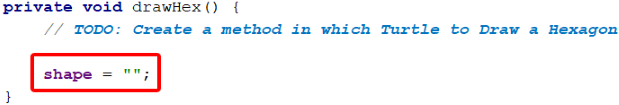 private void drawHex() {
// TODO: Create a method in which Turtle to Draw a Hexagon
shape = "";
}